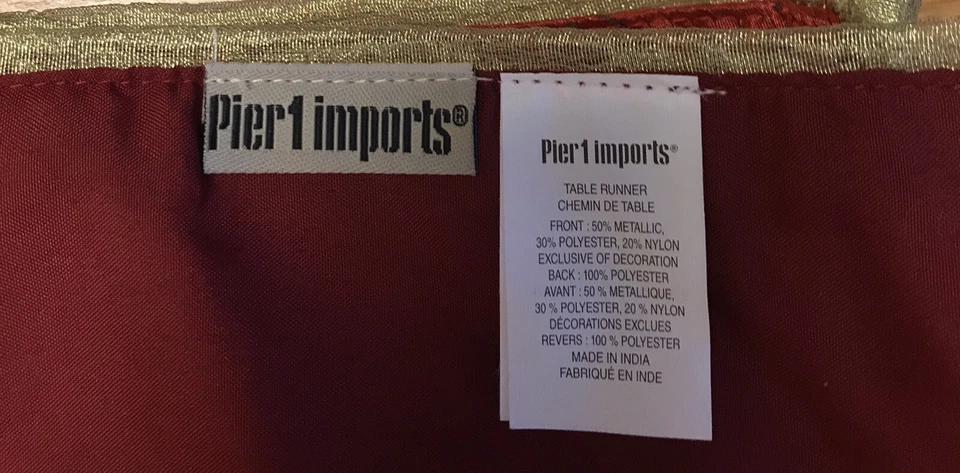 Pier1 imports®
Pier1 imports®
TABLE RUNNER
CHEMIN DE TABLE
FRONT : 50% METALLIC,
30% POLYESTER, 20% NYLON
EXCLUSIVE OF DECORATION
BACK : 100% POLYESTER
AVANT : 50 % METALLIQUE,
30 % POLYESTER, 20 % NYLON
DÉCORATIONS EXCLUES
REVERS : 100 % POLYESTER
MADE IN INDIA
FABRIQUÉ EN INDE